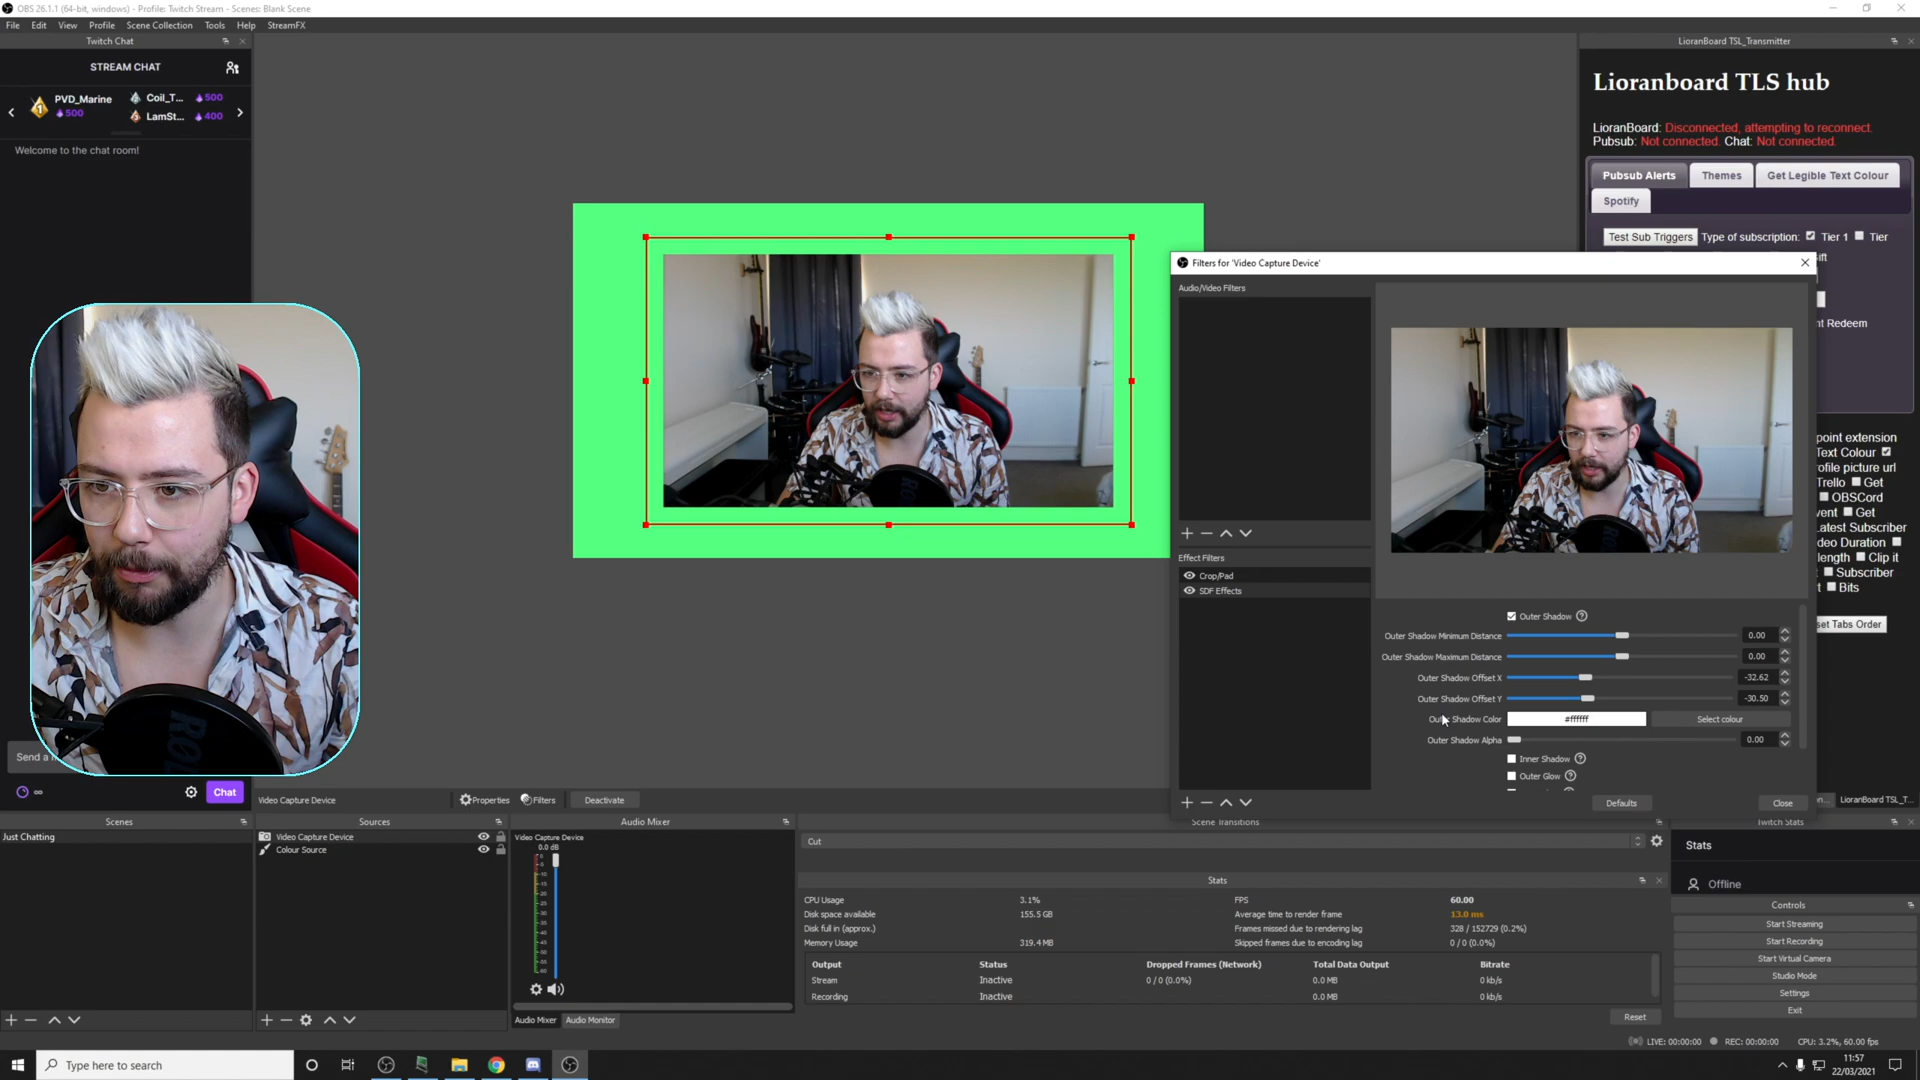 OBS 26.1.1 (64-bit, windows) - Profile: Twitch Stream - Scenes: Blank Scene
File Edit View Profile Scene Collection Tools Help StreamFX
Twitch Chat
STREAM CHAT
PVD_Marine
500
Coil_T... 500
LamSt... 400
Welcome to the chat room!
Send a
Chat
LioranBoard TSL_Transmitter
Lioranboard TLS hub
LioranBoard: Disconnected, attempting to reconnect.
Pubsub: Not connected. Chat: Not connected.
Pubsub Alerts Themes Get Legible Text Colour
Spotify
Test Sub Triggers Type of subscription: Tier 1 Tier
ift
nt Redeem
point extension
Text Colour
rofile picture url
Trello Get
OBSCord
vent Get
atest Subscriber
deo Duration
length Clip it
Subscriber
rt Bits
set Tabs Order
Filters for 'Video Capture Device'
Audio/Video Filters
Effect Filters
Crop/Pad
SDF Effects
Outer Shadow
Outer Shadow Minimum Distance 0.00
Outer Shadow Maximum Distance 0.00
Outer Shadow Offset X -32.62
Outer Shadow Offset Y -30.50
Outer Shadow Color #ffffff Select colour
Outer Shadow Alpha 0.00
Inner Shadow
Outer Glow
Defaults Close
LioranBoard TSL_T...
Video Capture Device Properties Filters Deactivate
Scenes
Just Chatting
Sources
Video Capture Device
Colour Source
Audio Mixer
Video Capture Device
0.0 dB
Audio Mixer Audio Monitor
Scene Transitions
Cut
Stats
CPU Usage 3.1% FPS 60.00
Disk space available 155.5 GB Average time to render frame 13.0 ms
Disk full in (approx.) Frames missed due to rendering lag 328 / 152729 (0.2%)
Memory Usage 319.4 MB Skipped frames due to encoding lag 0 / 0 (0.0%)
Output Status Dropped Frames (Network) Total Data Output Bitrate
Stream Inactive 0 / 0 (0.0%) 0.0 MB 0 kb/s
Recording Inactive 0.0 MB 0 kb/s
Reset
Twitch Stats
Stats
Offline
Controls
Start Streaming
Start Recording
Start Virtual Camera
Studio Mode
Settings
Exit
LIVE: 00:00:00 REC: 00:00:00 CPU: 3.2%, 60.00 fps
Type here to search
11:57
22/03/2021